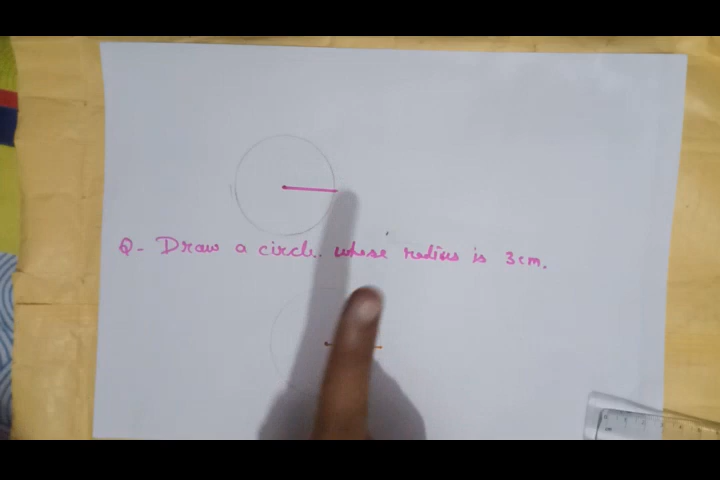 Q- Draw a circle. whose radius is 3cm.